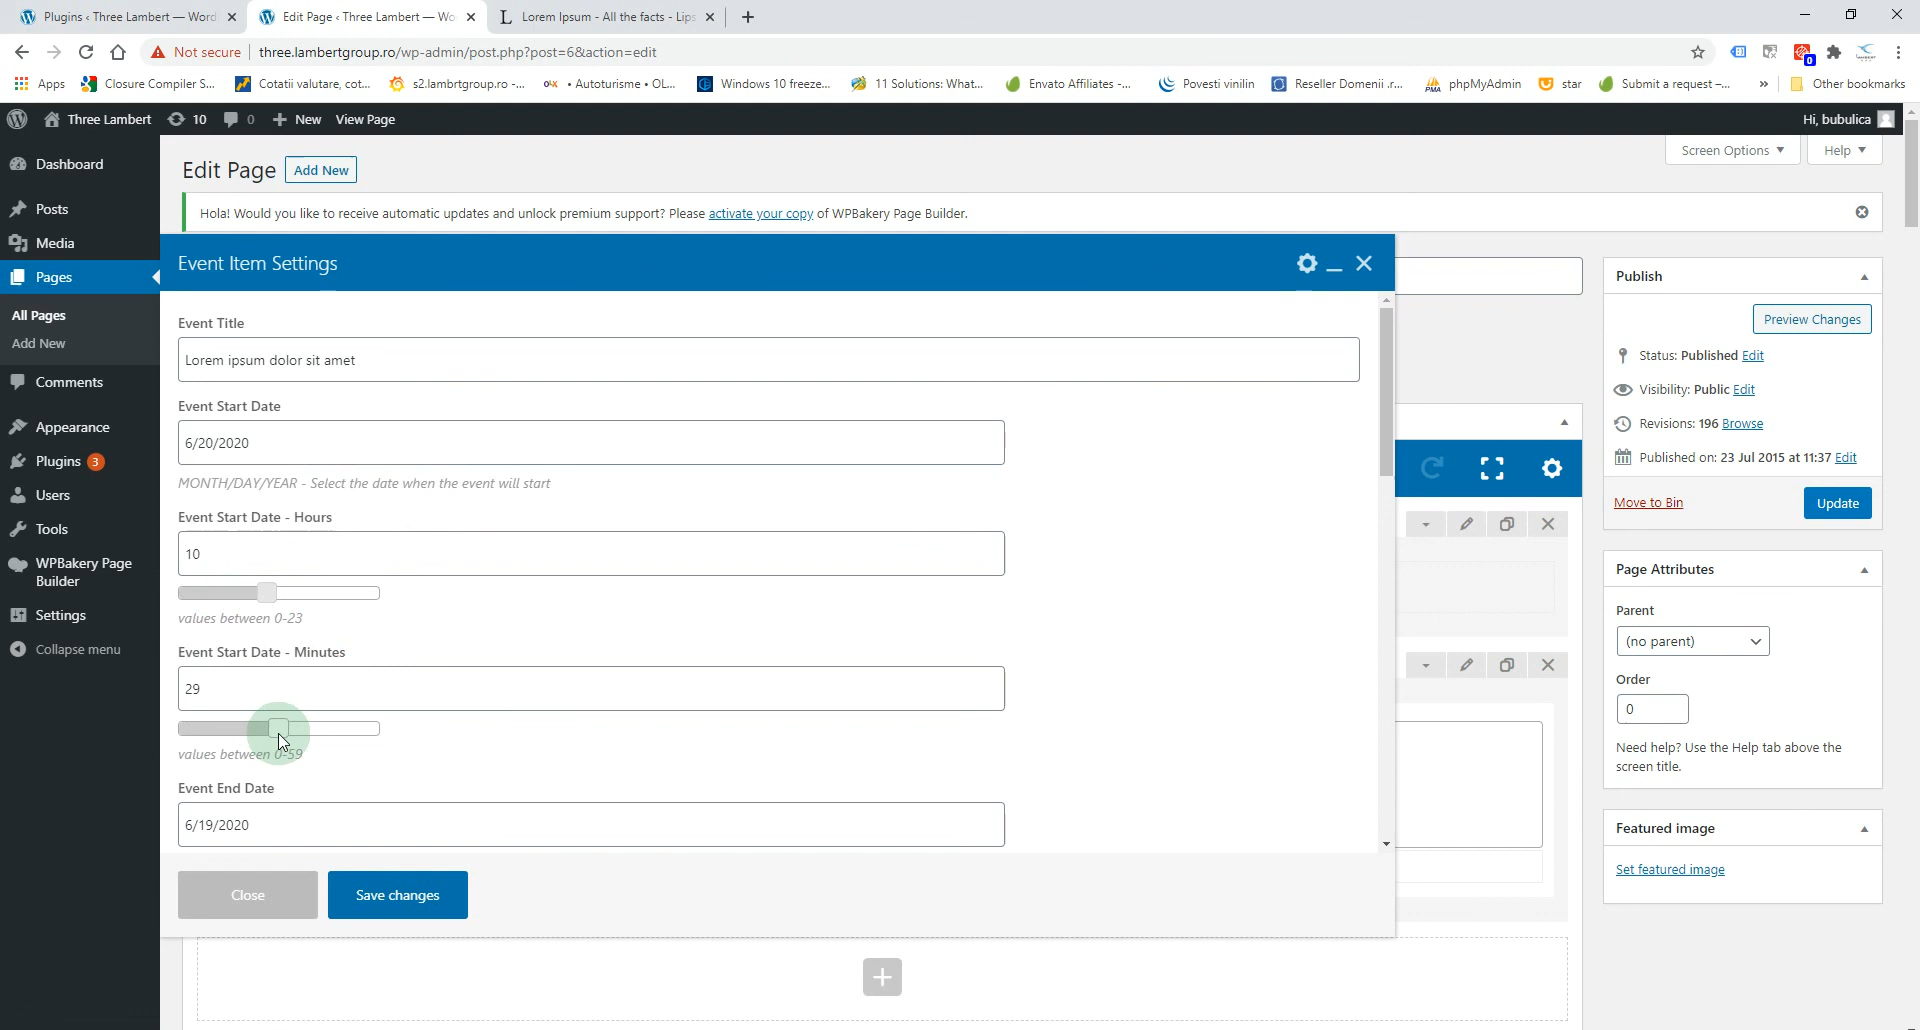 Plugins ‹ Three Lambert — Word
Edit Page ‹ Three Lambert — Wo
Lorem Ipsum - All the facts - Lips
Not secure three.lambertgroup.ro/wp-admin/post.php?post=6&action=edit
Apps
Closure Compiler S...
Cotatii valutare, cot...
s2.lambrtgroup.ro -...
• Autoturisme • OL...
Windows 10 freeze...
11 Solutions: What...
Envato Affiliates -...
Povesti vinilin
Reseller Domenii .r...
phpMyAdmin
star
Submit a request –...
»
Other bookmarks
Three Lambert
10
0
New
View Page
Hi, bubulica
Dashboard
Posts
Media
Pages
All Pages
Add New
Comments
Appearance
Plugins 3
Users
Tools
WPBakery Page
Builder
Settings
Collapse menu
Edit Page Add New
Screen Options
Help
Hola! Would you like to receive automatic updates and unlock premium support? Please activate your copy of WPBakery Page Builder.
Event Item Settings
Event Title
Lorem ipsum dolor sit amet
Event Start Date
6/20/2020
MONTH/DAY/YEAR - Select the date when the event will start
Event Start Date - Hours
10
values between 0-23
Event Start Date - Minutes
29
values between 0-59
Event End Date
6/19/2020
Close
Save changes
Publish
Preview Changes
Status: Published Edit
Visibility: Public Edit
Revisions: 196 Browse
Published on: 23 Jul 2015 at 11:37 Edit
Move to Bin
Update
Page Attributes
Parent
(no parent)
Order
0
Need help? Use the Help tab above the
screen title.
Featured image
Set featured image